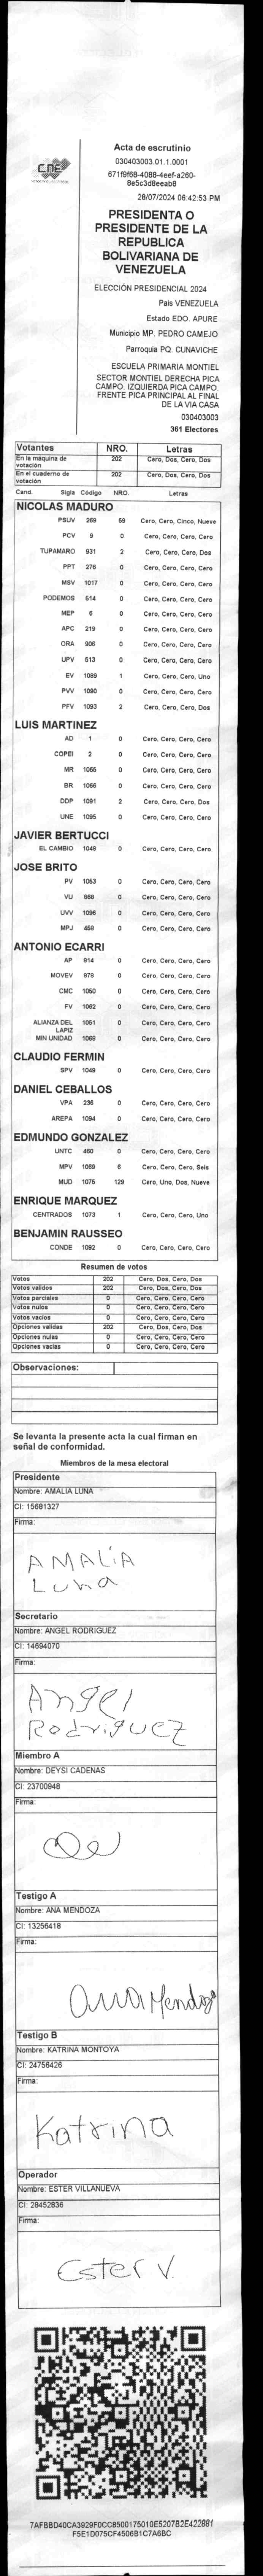 CNE
Acta de escrutinio
030403003.01.1.0001
671f9f68-4088-4eef-a260-
8e5c3d8eeab8
28/07/2024 06:42:53 PM
PRESIDENTA O
PRESIDENTE DE LA
REPUBLICA
BOLIVARIANA DE
VENEZUELA
ELECCIÓN PRESIDENCIAL 2024
Pais VENEZUELA
Estado EDO. APURE
Municipio MP. PEDRO CAMEJO
Parroquia PQ. CUNAVICHE
ESCUELA PRIMARIA MONTIEL
SECTOR MONTIEL DERECHA PICA
CAMPO. IZQUIERDA PICA CAMPO.
FRENTE PICA PRINCIPAL AL FINAL
DE LA VIA CASA
030403003
361 Electores
Votantes NRO. Letras
En la máquina de votación 202 Cero, Dos, Cero, Dos
En el cuaderno de votación 202 Cero, Dos, Cero, Dos
Cand. Sigla Código NRO. Letras
NICOLAS MADURO
PSUV 269 59 Cero, Cero, Cinco, Nueve
PCV 9 0 Cero, Cero, Cero, Cero
TUPAMARO 931 2 Cero, Cero, Cero, Dos
PPT 276 0 Cero, Cero, Cero, Cero
MSV 1017 0 Cero, Cero, Cero, Cero
PODEMOS 514 0 Cero, Cero, Cero, Cero
MEP 6 0 Cero, Cero, Cero, Cero
APC 219 0 Cero, Cero, Cero, Cero
ORA 906 0 Cero, Cero, Cero, Cero
UPV 513 0 Cero, Cero, Cero, Cero
EV 1089 1 Cero, Cero, Cero, Uno
PVV 1090 0 Cero, Cero, Cero, Cero
PFV 1093 2 Cero, Cero, Cero, Dos
LUIS MARTINEZ
AD 1 0 Cero, Cero, Cero, Cero
COPEI 2 0 Cero, Cero, Cero, Cero
MR 1065 0 Cero, Cero, Cero, Cero
BR 1066 0 Cero, Cero, Cero, Cero
DDP 1091 2 Cero, Cero, Cero, Dos
UNE 1095 0 Cero, Cero, Cero, Cero
JAVIER BERTUCCI
EL CAMBIO 1048 0 Cero, Cero, Cero, Cero
JOSE BRITO
PV 1053 0 Cero, Cero, Cero, Cero
VU 868 0 Cero, Cero, Cero, Cero
UVV 1096 0 Cero, Cero, Cero, Cero
MPJ 458 0 Cero, Cero, Cero, Cero
ANTONIO ECARRI
AP 914 0 Cero, Cero, Cero, Cero
MOVEV 879 0 Cero, Cero, Cero, Cero
CMC 1050 0 Cero, Cero, Cero, Cero
FV 1062 0 Cero, Cero, Cero, Cero
ALIANZA DEL LAPIZ 1051 0 Cero, Cero, Cero, Cero
MIN UNIDAD 1068 0 Cero, Cero, Cero, Cero
CLAUDIO FERMIN
SPV 1049 0 Cero, Cero, Cero, Cero
DANIEL CEBALLOS
VPA 236 0 Cero, Cero, Cero, Cero
AREPA 1094 0 Cero, Cero, Cero, Cero
EDMUNDO GONZALEZ
UNTC 460 0 Cero, Cero, Cero, Cero
MPV 1069 6 Cero, Cero, Cero, Seis
MUD 1075 129 Cero, Uno, Dos, Nueve
ENRIQUE MARQUEZ
CENTRADOS 1073 1 Cero, Cero, Cero, Uno
BENJAMIN RAUSSEO
CONDE 1092 0 Cero, Cero, Cero, Cero
Resumen de votos
Votos 202 Cero, Dos, Cero, Dos
Votos validos 202 Cero, Dos, Cero, Dos
Votos parciales 0 Cero, Cero, Cero, Cero
Votos nulos 0 Cero, Cero, Cero, Cero
Votos vacios 0 Cero, Cero, Cero, Cero
Opciones validas 202 Cero, Dos, Cero, Dos
Opciones nulas 0 Cero, Cero, Cero, Cero
Opciones vacias 0 Cero, Cero, Cero, Cero
Observaciones:
Se levanta la presente acta la cual firman en
señal de conformidad.
Miembros de la mesa electoral
Presidente
Nombre: AMALIA LUNA
CI: 15681327
Firma:
AMALIA
Luna
Secretario
Nombre: ANGEL RODRIGUEZ
CI: 14694070
Firma:
Angel
Rodriguez
Miembro A
Nombre: DEYSI CADENAS
CI: 23700948
Firma:
Testigo A
Nombre: ANA MENDOZA
CI: 13256418
Firma:
Ana Mendoza
Testigo B
Nombre: KATRINA MONTOYA
CI: 24756426
Firma:
Katrina
Operador
Nombre: ESTER VILLANUEVA
CI: 28452836
Firma:
Ester V.
7AFBBD40CA3929F0CCB500175010E5207B2E422881
F5E1D075CF4506B1C7A6BC